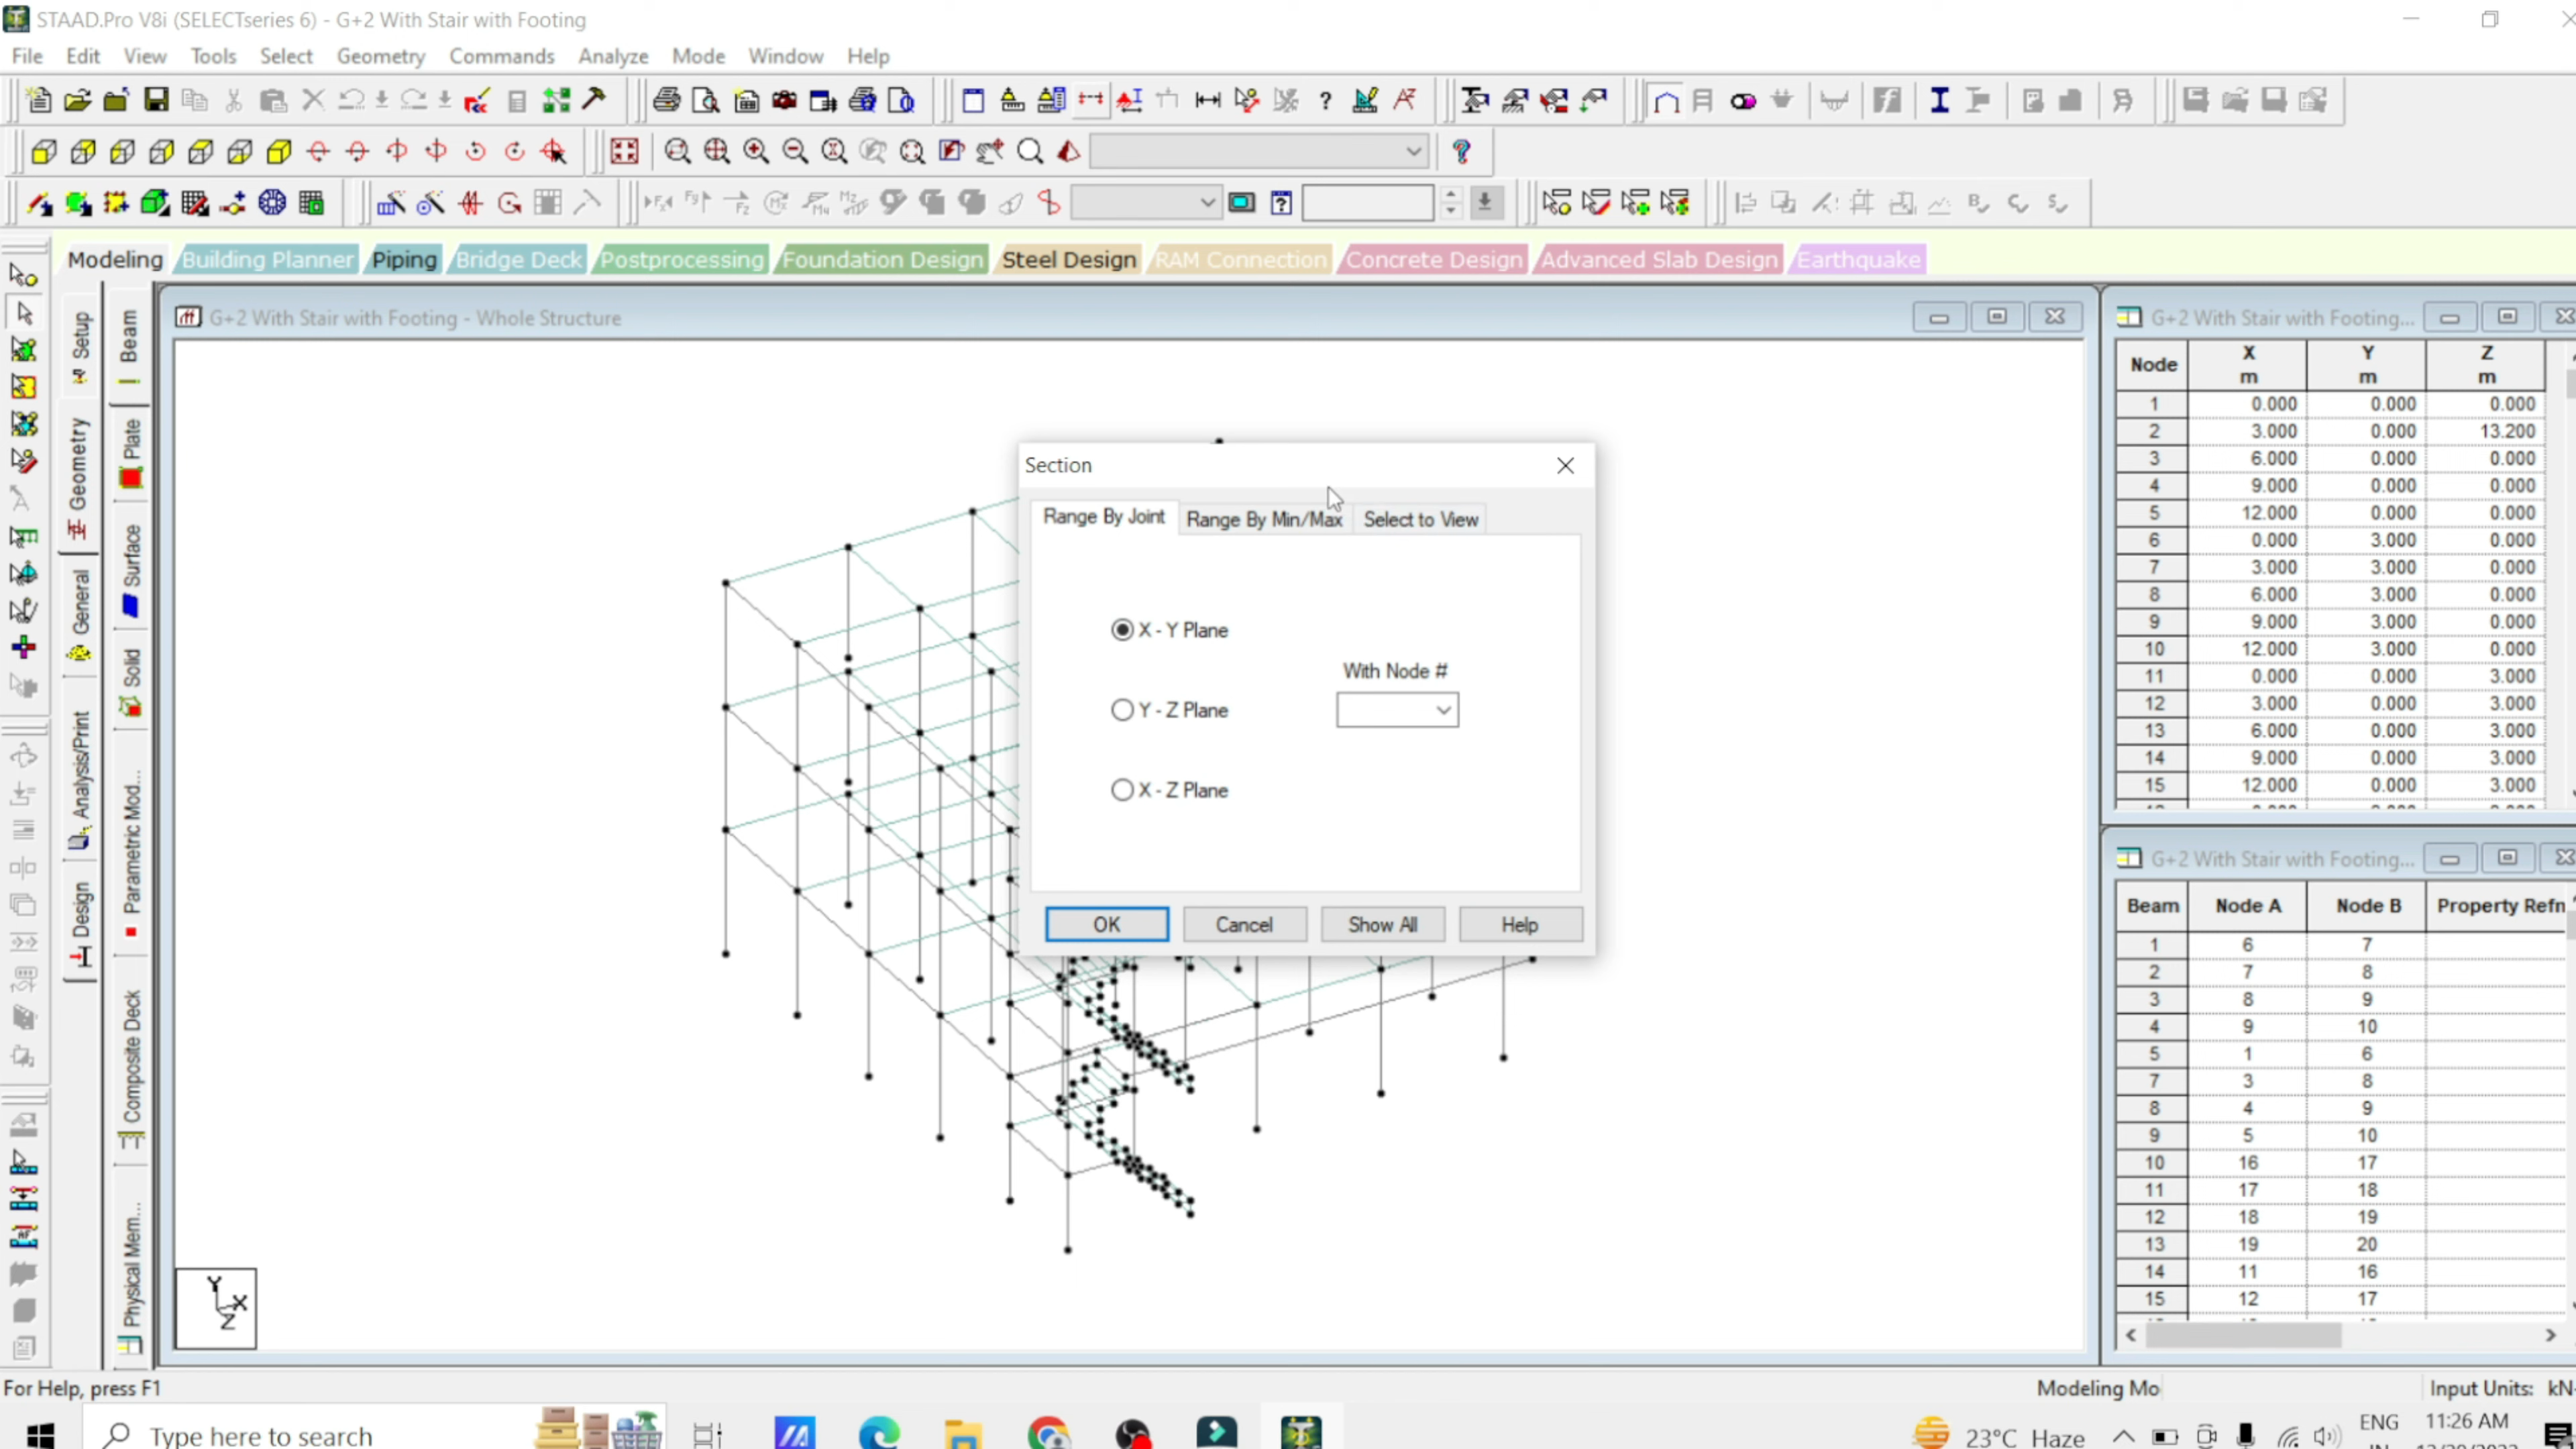 STAAD.Pro V8i (SELECTseries 6) - G+2 With Stair with Footing
File Edit View Tools Select Geometry Commands Analyze Mode Window Help
Modeling Building Planner Piping Bridge Deck Postprocessing Foundation Design Steel Design RAM Connection Concrete Design Advanced Slab Design Earthquake
Setup
Geometry
General
Analysis/Print
Design
Beam
Plate
Surface
Solid
Parametric Mod...
Composite Deck
Physical Mem...
G+2 With Stair with Footing - Whole Structure
Section
Range By Joint Range By Min/Max Select to View
X - Y Plane
With Node #
Y - Z Plane
X - Z Plane
OK Cancel Show All Help
Y
X
Z
G+2 With Stair with Footing...
Node X m Y m Z m
1 0.000 0.000 0.000
2 3.000 0.000 13.200
3 6.000 0.000 0.000
4 9.000 0.000 0.000
5 12.000 0.000 0.000
6 0.000 3.000 0.000
7 3.000 3.000 0.000
8 6.000 3.000 0.000
9 9.000 3.000 0.000
10 12.000 3.000 0.000
11 0.000 0.000 3.000
12 3.000 0.000 3.000
13 6.000 0.000 3.000
14 9.000 0.000 3.000
15 12.000 0.000 3.000
G+2 With Stair with Footing...
Beam Node A Node B Property Refn
1 6 7
2 7 8
3 8 9
4 9 10
5 1 6
7 3 8
8 4 9
9 5 10
10 16 17
11 17 18
12 18 19
13 19 20
14 11 16
15 12 17
For Help, press F1
Modeling Mo
Input Units: kN-
Type here to search
23°C Haze
ENG
11:26 AM